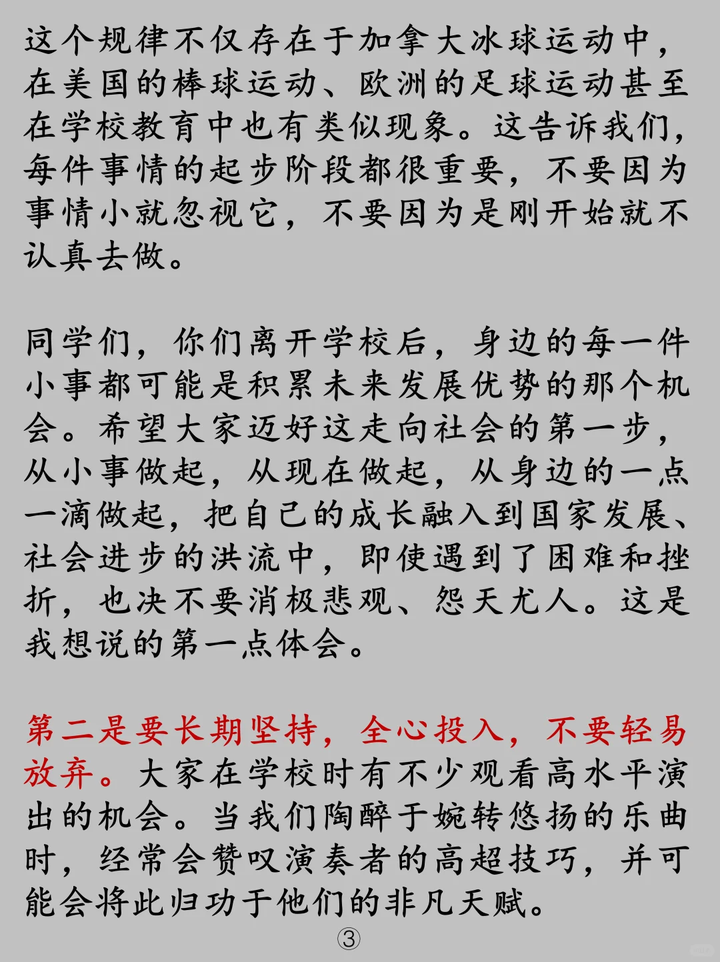 这个规律不仅存在于加拿大冰球运动中，
在美国的棒球运动、欧洲的足球运动甚至
在学校教育中也有类似现象。这告诉我们，
每件事情的起步阶段都很重要，不要因为
事情小就忽视它，不要因为是刚开始就不
认真去做。
同学们，你们离开学校后，身边的每一件
小事都可能是积累未来发展优势的那个机
会。希望大家迈好这走向社会的第一步，
从小事做起，从现在做起，从身边的一点
一滴做起，把自己的成长融入到国家发展、
社会进步的洪流中，即使遇到了困难和挫
折，也决不要消极悲观、怨天尤人。这是
我想说的第一点体会。
第二是要长期坚持，全心投入，不要轻易
放弃。大家在学校时有不少观看高水平演
出的机会。当我们陶醉于婉转悠扬的乐曲
时，经常会赞叹演奏者的高超技巧，并可
能会将此归功于他们的非凡天赋。
③